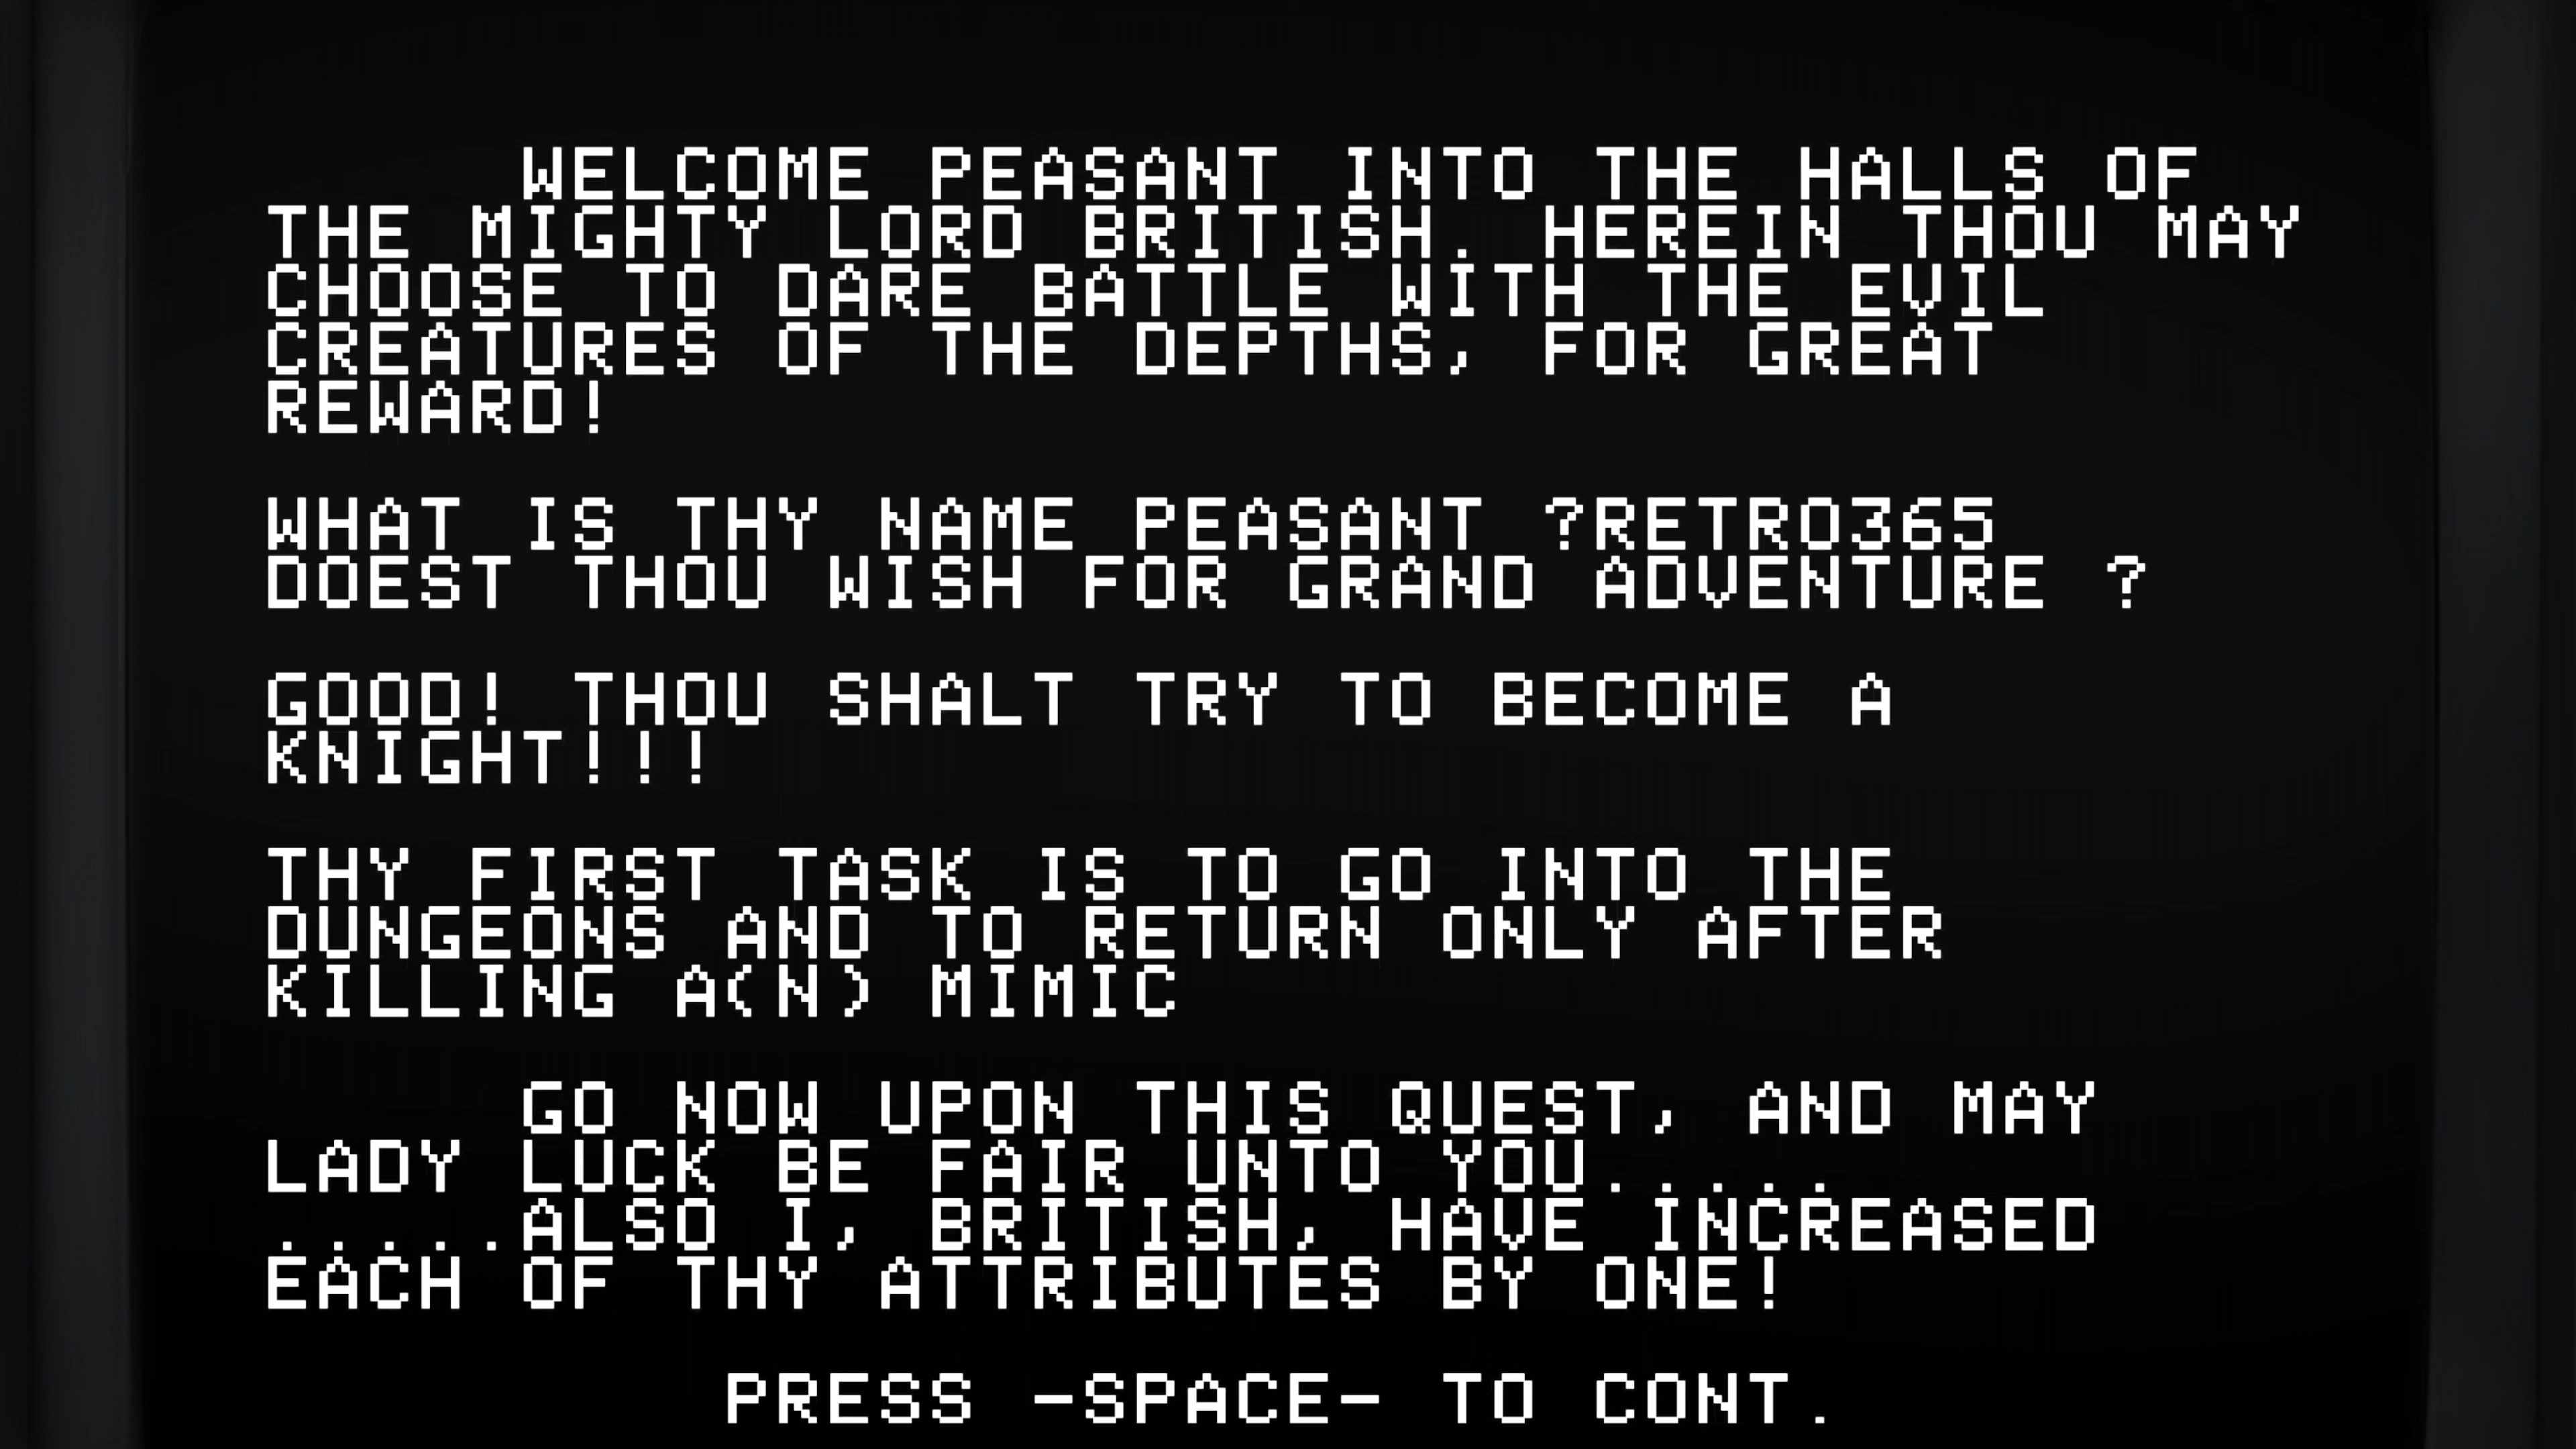 WELCOME PEASANT INTO THE HALLS OF
THE MIGHTY LORD BRITISH. HEREIN THOU MAY
CHOOSE TO DARE BATTLE WITH THE EVIL
CREATURES OF THE DEPTHS, FOR GREAT
REWARD!
WHAT IS THY NAME PEASANT ?RETRO365
DOEST THOU WISH FOR GRAND ADVENTURE ?
GOOD! THOU SHALT TRY TO BECOME A
KNIGHT!!!
THY FIRST TASK IS TO GO INTO THE
DUNGEONS AND TO RETURN ONLY AFTER
KILLING A(N) MIMIC
GO NOW UPON THIS QUEST, AND MAY
LADY LUCK BE FAIR UNTO YOU.....
.....ALSO I, BRITISH, HAVE INCREASED
EACH OF THY ATTRIBUTES BY ONE!
PRESS -SPACE- TO CONT.